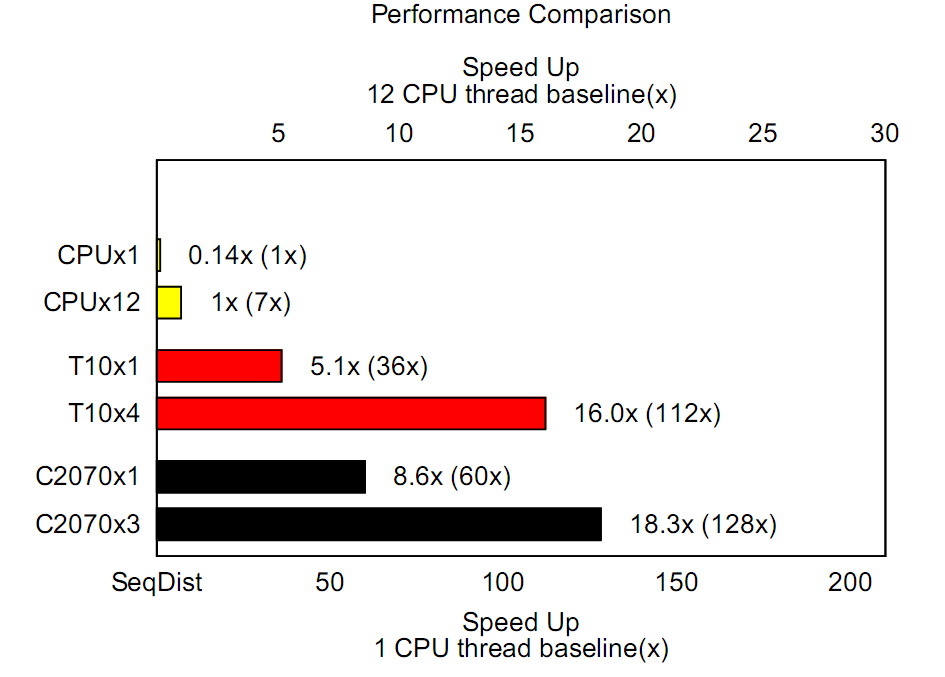 Performance Comparison
Speed Up
12 CPU thread baseline(x)
5 10 15 20 25 30
CPUx1 0.14x (1x)
CPUx12 1x (7x)
T10x1 5.1x (36x)
T10x4 16.0x (112x)
C2070x1 8.6x (60x)
C2070x3 18.3x (128x)
SeqDist 50 100 150 200
Speed Up
1 CPU thread baseline(x)